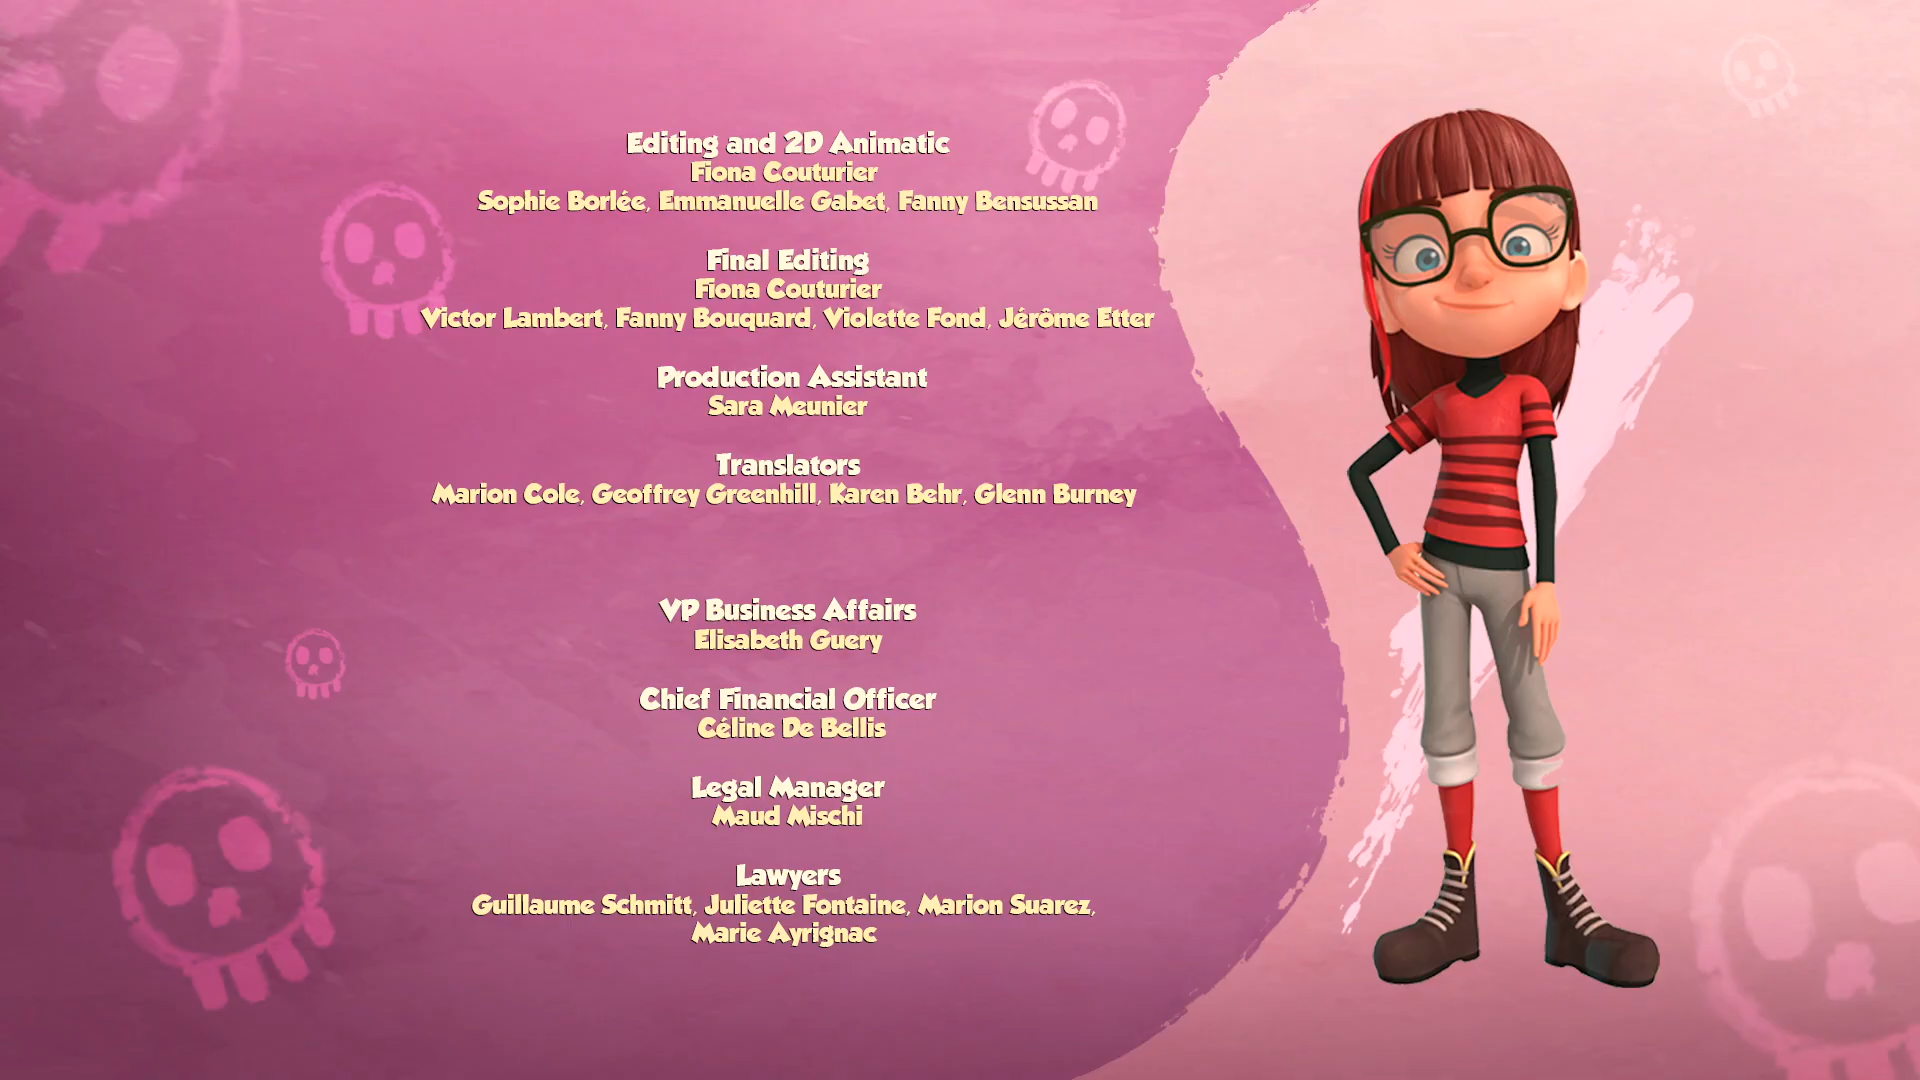 Editing and 2D Animatic
Fiona Couturier
Sophie Borlée, Emmanuelle Gabet, Fanny Bensussan
Final Editing
Fiona Couturier
Victor Lambert, Fanny Bouquard, Violette Fond, Jérôme Etter
Production Assistant
Sara Meunier
Translators
Marion Cole, Geoffrey Greenhill, Karen Behr, Glenn Burney
VP Business Affairs
Elisabeth Guery
Chief Financial Officer
Céline De Bellis
Legal Manager
Maud Mischi
Lawyers
Guillaume Schmitt, Juliette Fontaine, Marion Suarez,
Marie Ayrignac